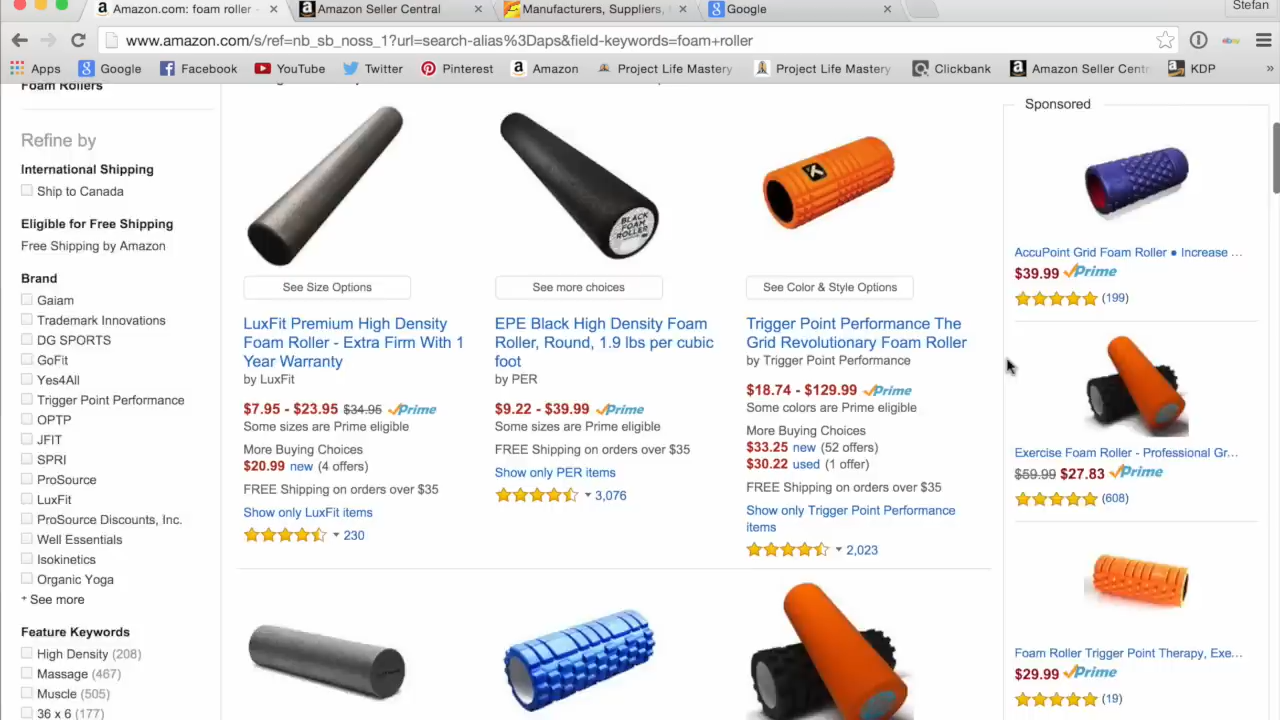 Amazon.com: foam roller
Amazon Seller Central
Manufacturers, Suppliers,
Google
Stefan
www.amazon.com/s/ref=nb_sb_noss_1?url=search-alias%3Daps&field-keywords=foam+roller
Apps
Google
Facebook
YouTube
Twitter
Pinterest
Amazon
Project Life Mastery
Project Life Mastery
Clickbank
Amazon Seller Centr
KDP
»
Foam Rollers
Refine by
International Shipping
Ship to Canada
Eligible for Free Shipping
Free Shipping by Amazon
Brand
Gaiam
Trademark Innovations
DG SPORTS
GoFit
Yes4All
Trigger Point Performance
OPTP
JFIT
SPRI
ProSource
LuxFit
ProSource Discounts, Inc.
Well Essentials
Isokinetics
Organic Yoga
+ See more
Feature Keywords
High Density (208)
Massage (467)
Muscle (505)
36 x 6 (177)
See Size Options
LuxFit Premium High Density
Foam Roller - Extra Firm With 1
Year Warranty
by LuxFit
$7.95 - $23.95 $34.95 Prime
Some sizes are Prime eligible
More Buying Choices
$20.99 new (4 offers)
FREE Shipping on orders over $35
Show only LuxFit items
230
BLACK
FOAM
ROLLER
See more choices
EPE Black High Density Foam
Roller, Round, 1.9 lbs per cubic
foot
by PER
$9.22 - $39.99 Prime
Some sizes are Prime eligible
FREE Shipping on orders over $35
Show only PER items
3,076
See Color & Style Options
Trigger Point Performance The
Grid Revolutionary Foam Roller
by Trigger Point Performance
$18.74 - $129.99 Prime
Some colors are Prime eligible
More Buying Choices
$33.25 new (52 offers)
$30.22 used (1 offer)
FREE Shipping on orders over $35
Show only Trigger Point Performance
items
2,023
Sponsored
AccuPoint Grid Foam Roller ● Increase ...
$39.99 Prime
(199)
Exercise Foam Roller - Professional Gr...
$59.99 $27.83 Prime
(608)
Foam Roller Trigger Point Therapy, Exe...
$29.99 Prime
(19)